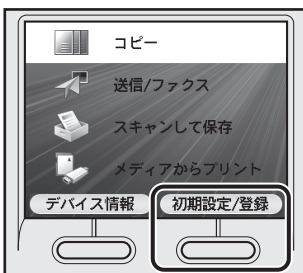 コピー
送信/ファクス
スキャンして保存
メディアからプリント
デバイス情報 初期設定/登録